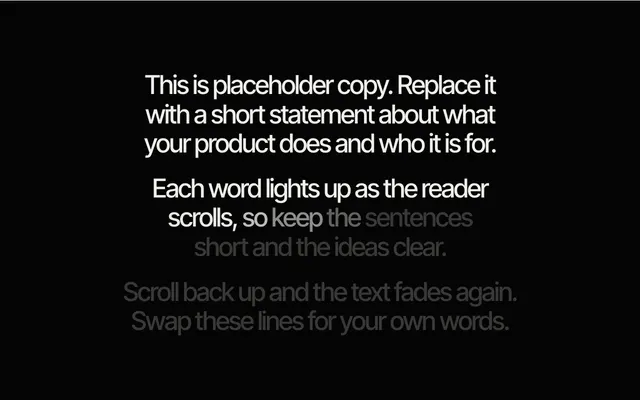 This is placeholder copy. Replace it
with a short statement about what
your product does and who it is for.
Each word lights up as the reader
scrolls, so keep the sentences
short and the ideas clear.
Scroll back up and the text fades again.
Swap these lines for your own words.